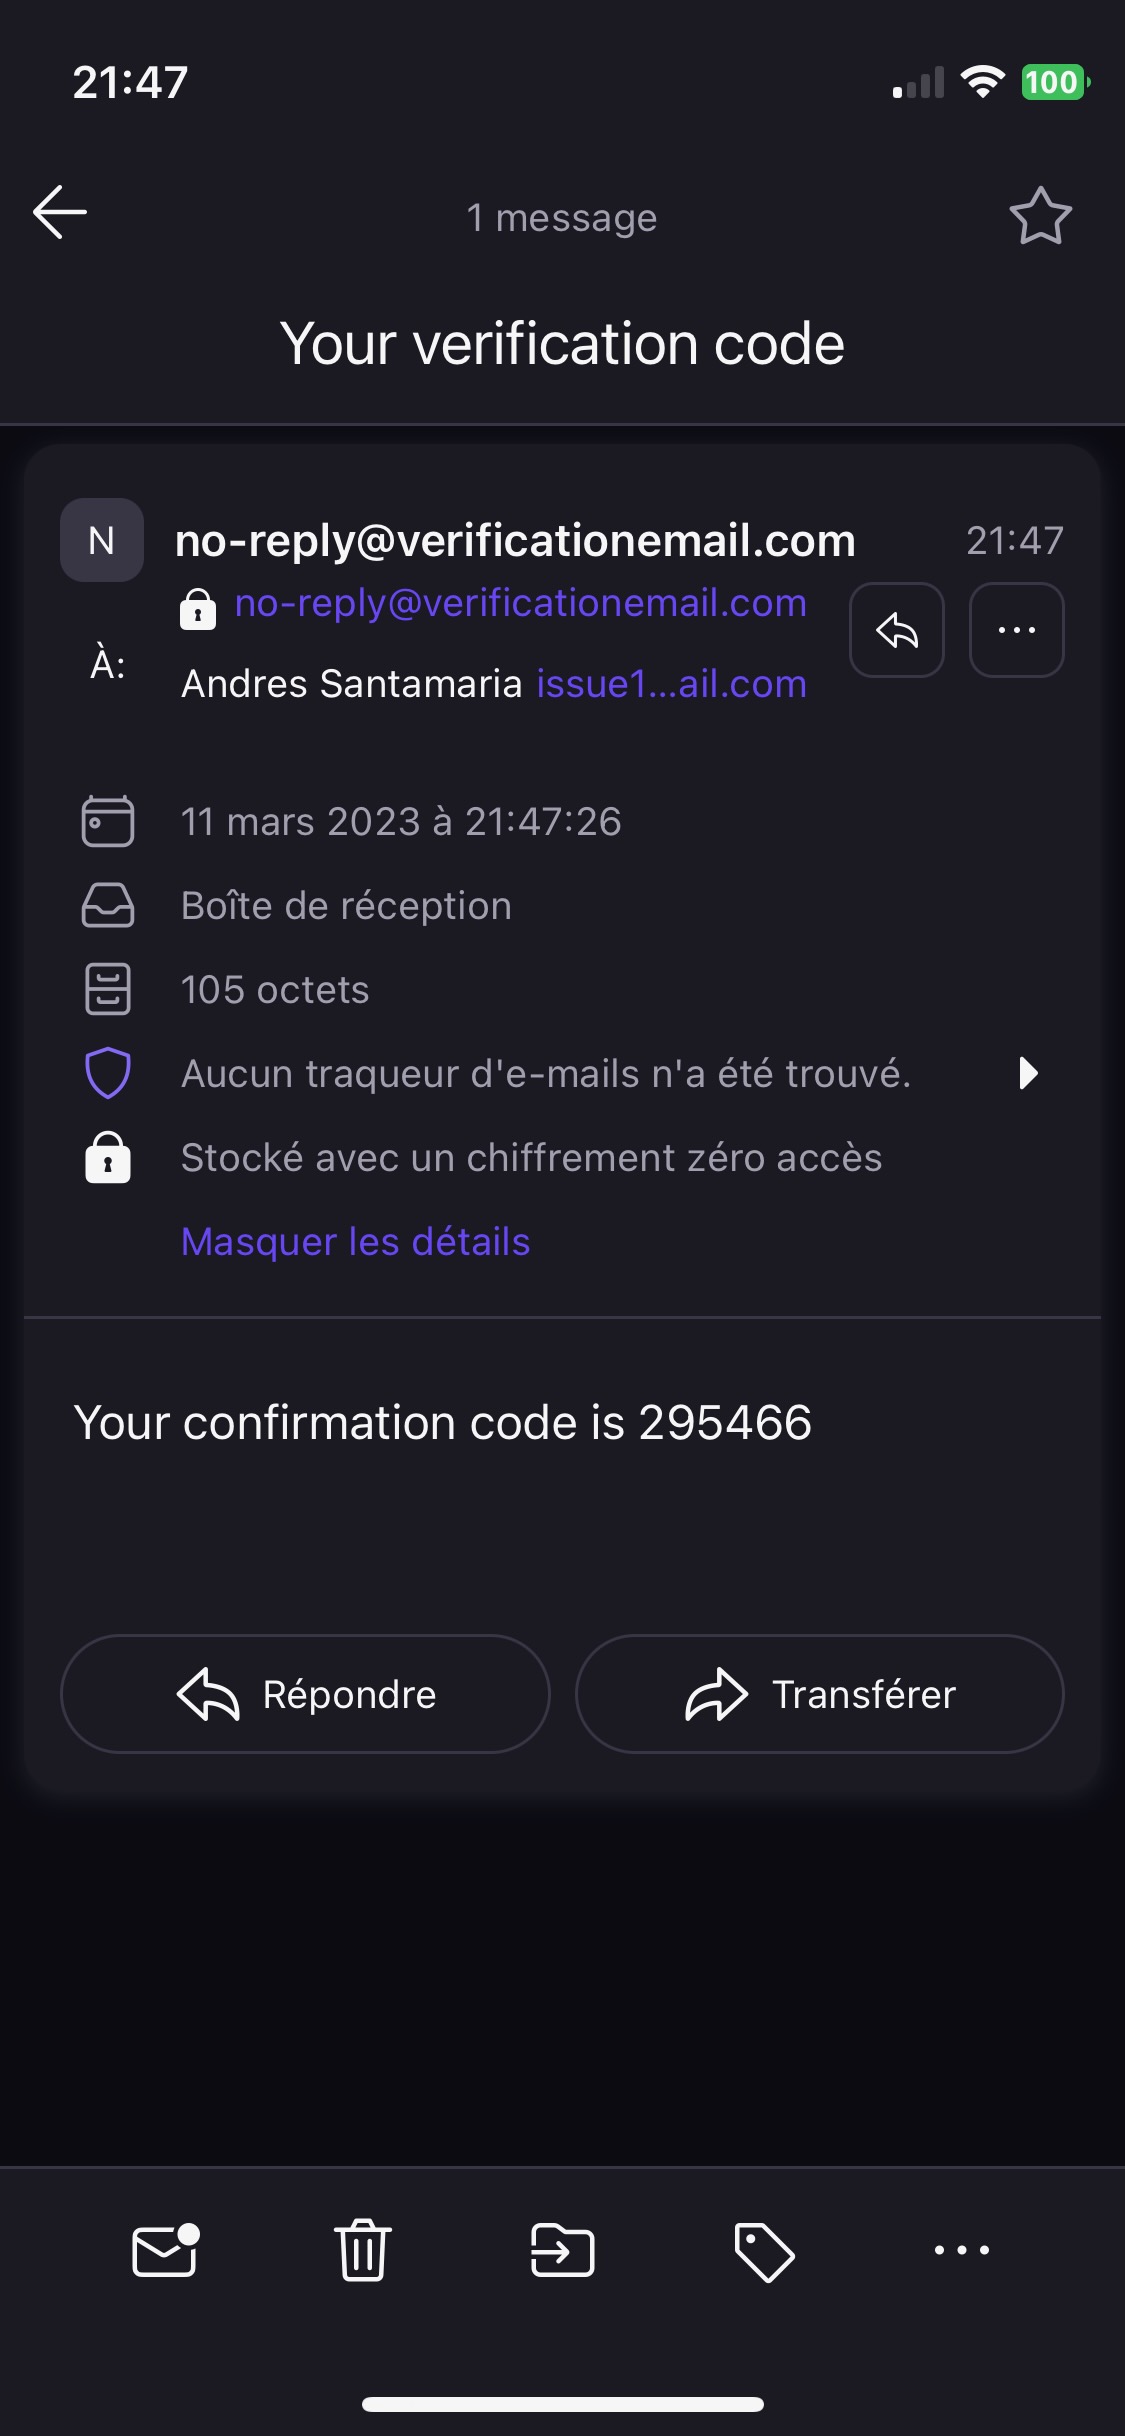 21:47
100
1 message
Your verification code
N
no-reply@verificationemail.com
21:47
no-reply@verificationemail.com
À:
Andres Santamaria issue1...ail.com
11 mars 2023 à 21:47:26
Boîte de réception
105 octets
Aucun traqueur d'e-mails n'a été trouvé.
Stocké avec un chiffrement zéro accès
Masquer les détails
Your confirmation code is 295466
Répondre
Transférer